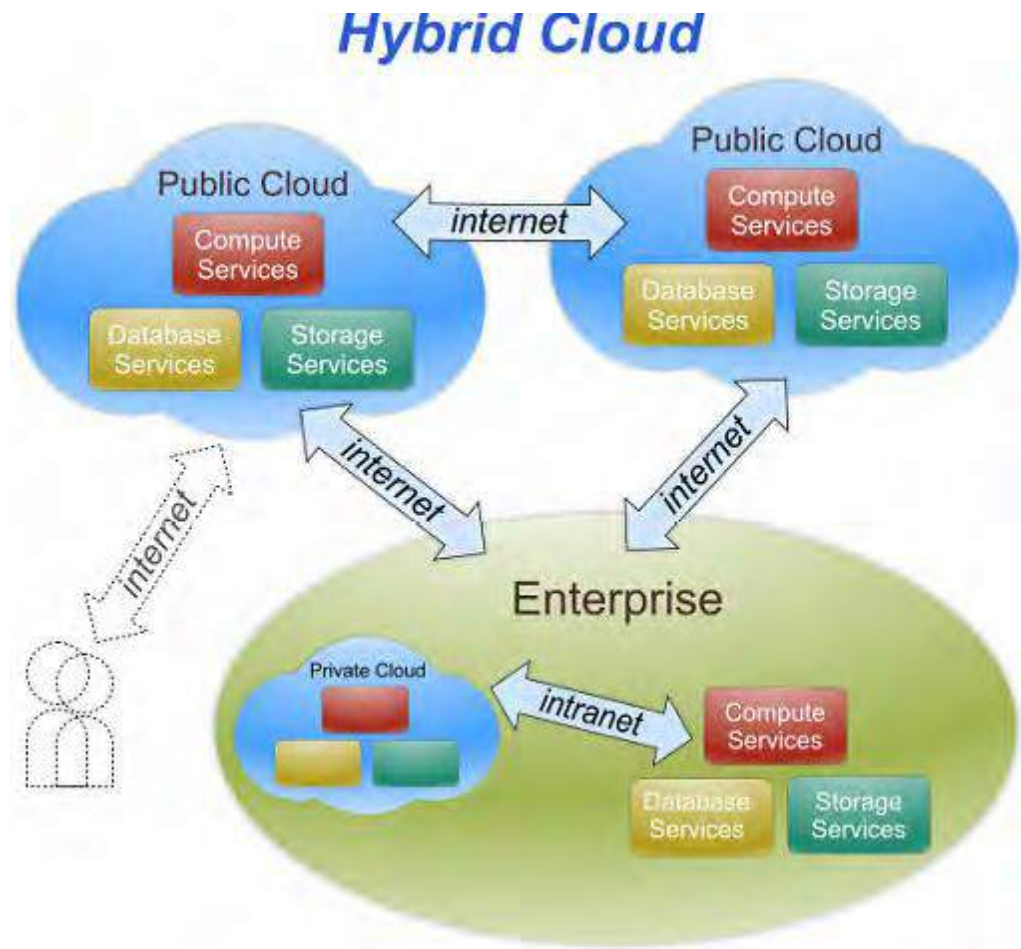 Hybrid Cloud
Public Cloud
Compute
Services
Database
Services
Storage
Services
internet
Public Cloud
Compute
Services
Database
Services
Storage
Services
internet
internet
internet
Enterprise
Private Cloud
intranet
Compute
Services
Database
Services
Storage
Services